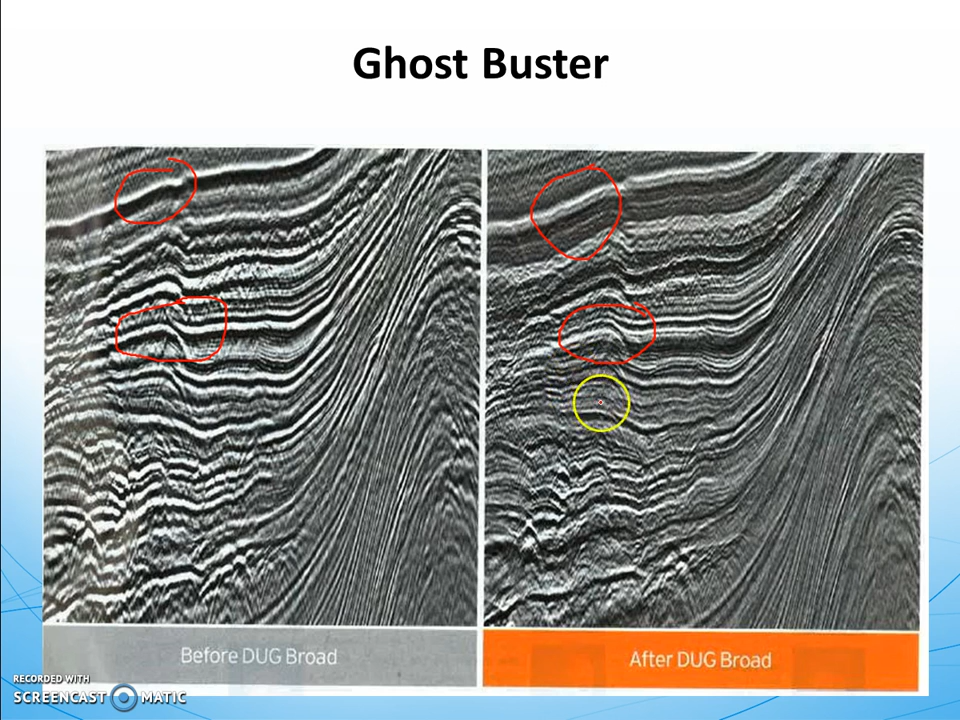 Ghost Buster
Before DUG Broad
After DUG Broad
RECORDED WITH
SCREENCAST MATIC